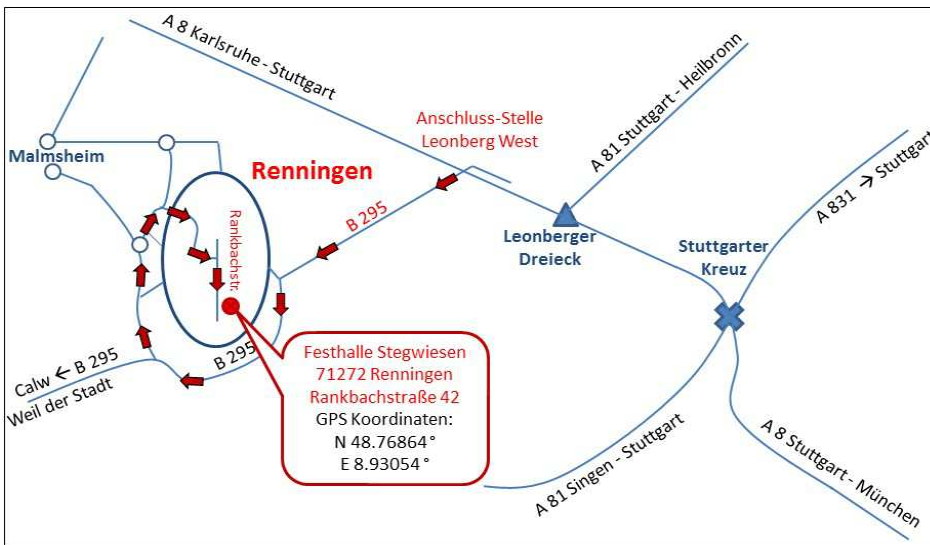 A 8 Karlsruhe - Stuttgart
A 81 Stuttgart - Heilbronn
Anschluss-Stelle
Leonberg West
Malmsheim
Renningen
A 831 → Stuttgart
Rankbachstr.
B 295
Leonberger
Dreieck
Stuttgarter
Kreuz
B 295
Calw ← B 295
Weil der Stadt
Festhalle Stegwiesen
71272 Renningen
Rankbachstraße 42
GPS Koordinaten:
N 48.76864°
E 8.93054°
A 81 Singen - Stuttgart
A 8 Stuttgart - München